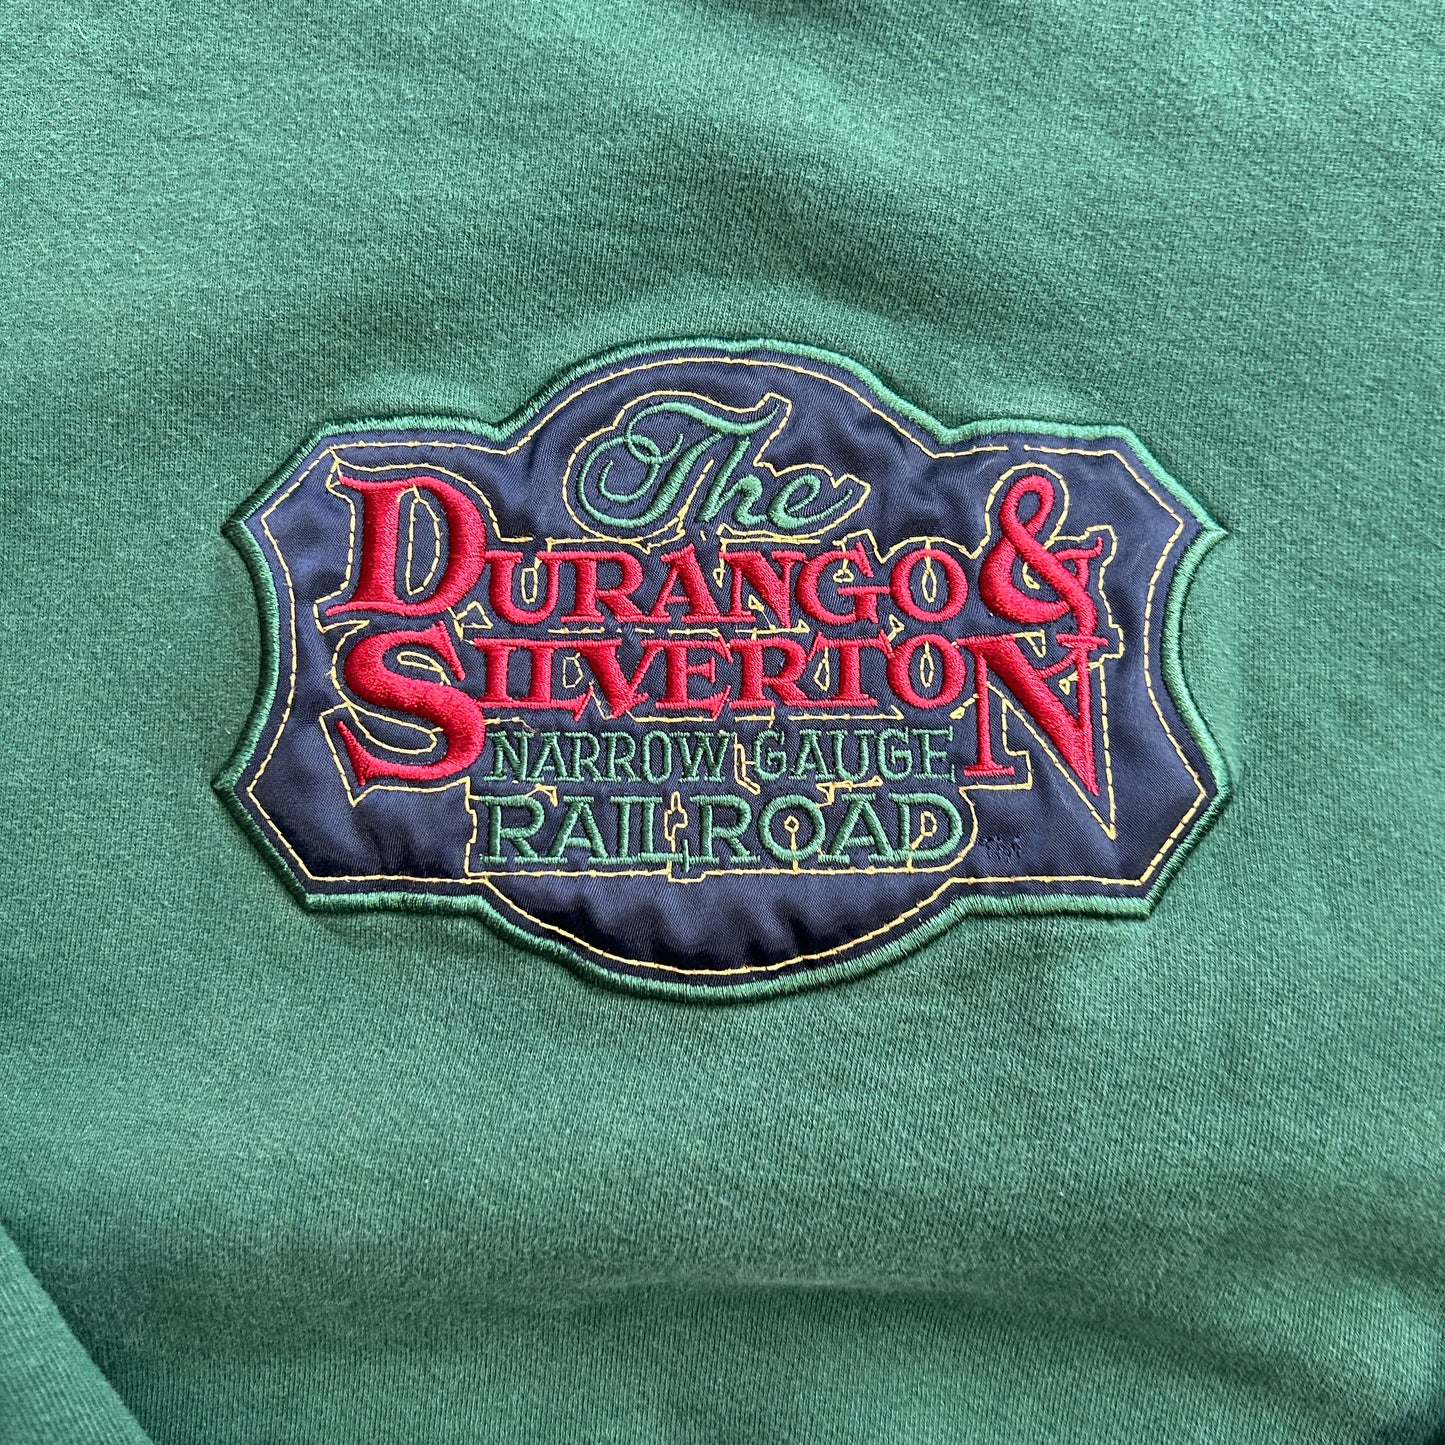 The
DURANGO &
SILVERTON
NARROW GAUGE
RAILROAD